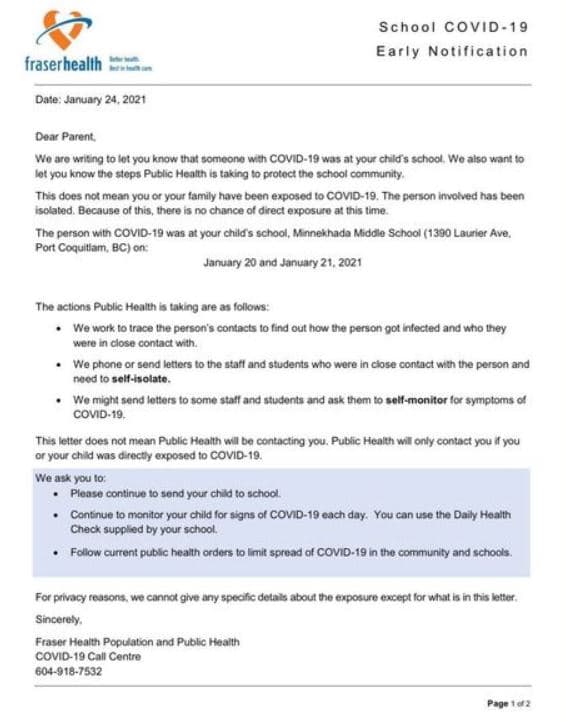 School COVID-19
Early Notification
fraserhealth
Better health.
Best in health care.
Date: January 24, 2021
Dear Parent,
We are writing to let you know that someone with COVID-19 was at your child's school. We also want to
let you know the steps Public Health is taking to protect the school community.
This does not mean you or your family have been exposed to COVID-19. The person involved has been
isolated. Because of this, there is no chance of direct exposure at this time.
The person with COVID-19 was at your child's school, Minnekhada Middle School (1390 Laurier Ave,
Port Coquitlam, BC) on:
January 20 and January 21, 2021
The actions Public Health is taking are as follows:
• We work to trace the person's contacts to find out how the person got infected and who they
were in close contact with.
• We phone or send letters to the staff and students who were in close contact with the person and
need to self-isolate.
• We might send letters to some staff and students and ask them to self-monitor for symptoms of
COVID-19.
This letter does not mean Public Health will be contacting you. Public Health will only contact you if you
or your child was directly exposed to COVID-19.
We ask you to:
• Please continue to send your child to school.
• Continue to monitor your child for signs of COVID-19 each day. You can use the Daily Health
Check supplied by your school.
• Follow current public health orders to limit spread of COVID-19 in the community and schools.
For privacy reasons, we cannot give any specific details about the exposure except for what is in this letter.
Sincerely,
Fraser Health Population and Public Health
COVID-19 Call Centre
604-918-7532
Page 1 of 2